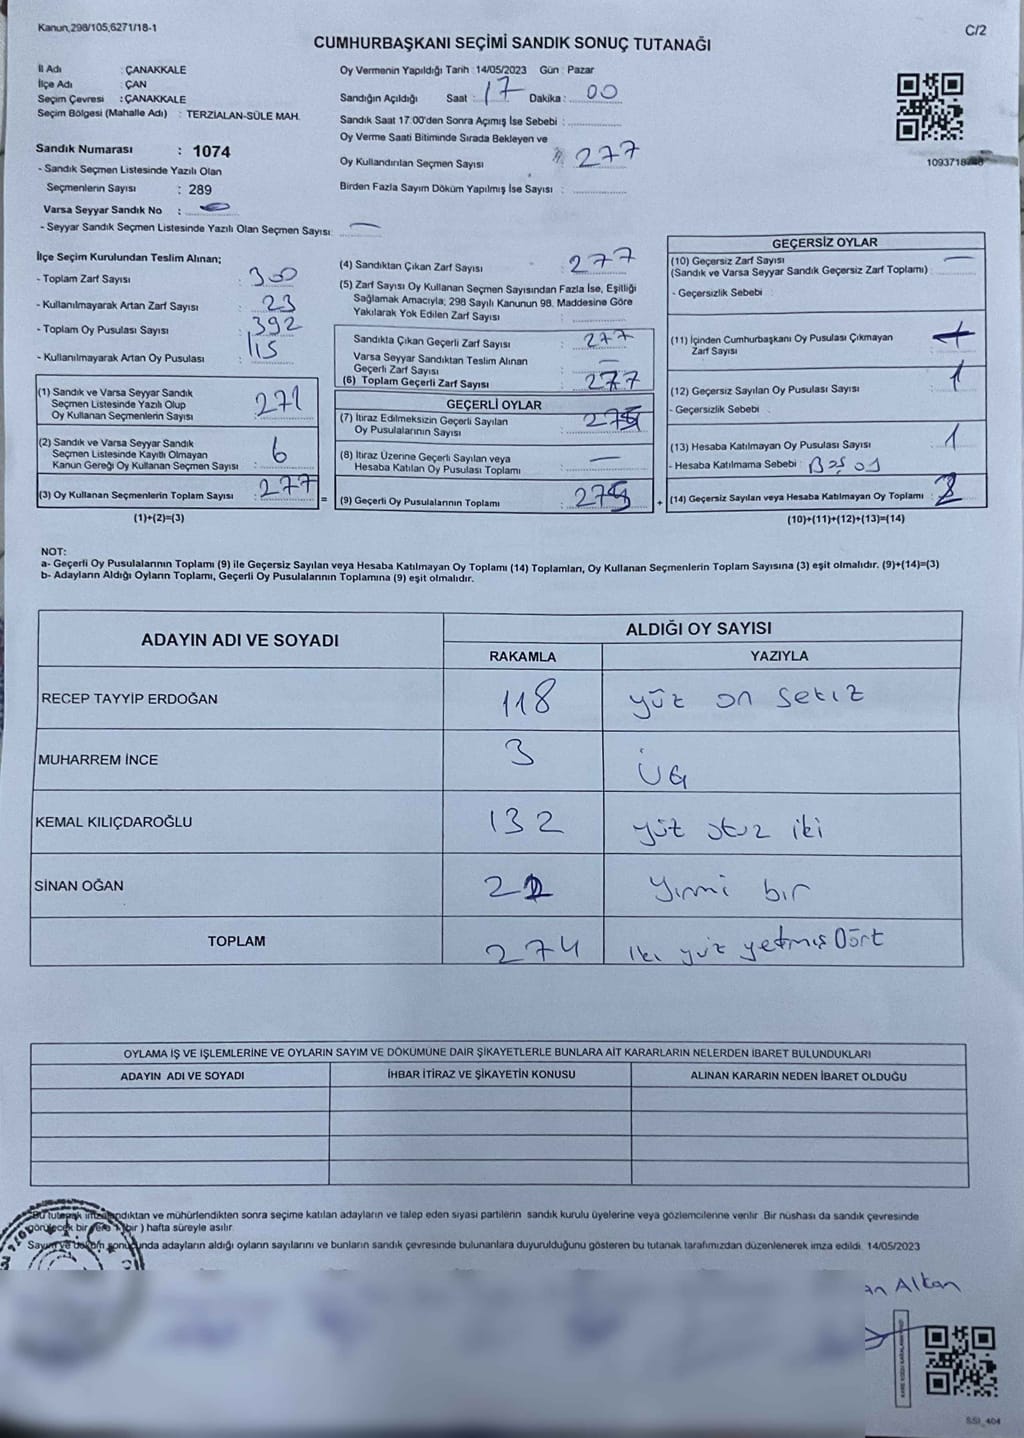 Kanun,298/105,6271/18-1
C/2
CUMHURBAŞKANI SEÇİMİ SANDIK SONUÇ TUTANAĞI
İl Adı : ÇANAKKALE
İlçe Adı : ÇAN
Seçim Çevresi : ÇANAKKALE
Seçim Bölgesi (Mahalle Adı) : TERZİALAN-SÜLE MAH.
Sandık Numarası : 1074
- Sandık Seçmen Listesinde Yazılı Olan
Seçmenlerin Sayısı : 289
Varsa Seyyar Sandık No :
- Seyyar Sandık Seçmen Listesinde Yazılı Olan Seçmen Sayısı:
Oy Vermenin Yapıldığı Tarih : 14/05/2023 Gün : Pazar
Sandığın Açıldığı Saat : 17 Dakika : 00
Sandık Saat 17:00'den Sonra Açımış İse Sebebi :
Oy Verme Saati Bitiminde Sırada Bekleyen ve
Oy Kullandırılan Seçmen Sayısı : 277
Birden Fazla Sayım Döküm Yapılmış İse Sayısı :
İlçe Seçim Kurulundan Teslim Alınan;
- Toplam Zarf Sayısı : 300
- Kullanılmayarak Artan Zarf Sayısı : 23
- Toplam Oy Pusulası Sayısı : 392
- Kullanılmayarak Artan Oy Pusulası : 115
(1) Sandık ve Varsa Seyyar Sandık
Seçmen Listesinde Yazılı Olup
Oy Kullanan Seçmenlerin Sayısı : 271
(2) Sandık ve Varsa Seyyar Sandık
Seçmen Listesinde Kayıtlı Olmayan
Kanun Gereği Oy Kullanan Seçmen Sayısı : 6
(3) Oy Kullanan Seçmenlerin Toplam Sayısı : 277
(1)+(2)=(3)
=
(4) Sandıktan Çıkan Zarf Sayısı : 277
(5) Zarf Sayısı Oy Kullanan Seçmen Sayısından Fazla İse, Eşitliği
Sağlamak Amacıyla; 298 Sayılı Kanunun 98. Maddesine Göre
Yakılarak Yok Edilen Zarf Sayısı :
Sandıkta Çıkan Geçerli Zarf Sayısı : 277
Varsa Seyyar Sandıktan Teslim Alınan
Geçerli Zarf Sayısı :
(6) Toplam Geçerli Zarf Sayısı : 277
GEÇERLİ OYLAR
(7) İtiraz Edilmeksizin Geçerli Sayılan
Oy Pusulalarının Sayısı :
(8) İtiraz Üzerine Geçerli Sayılan veya
Hesaba Katılan Oy Pusulası Toplamı :
(9) Geçerli Oy Pusulalarının Toplamı :
+
GEÇERSİZ OYLAR
(10) Geçersiz Zarf Sayısı
(Sandık ve Varsa Seyyar Sandık Geçersiz Zarf Toplamı) :
- Geçersizlik Sebebi :
(11) İçinden Cumhurbaşkanı Oy Pusulası Çıkmayan
Zarf Sayısı :
(12) Geçersiz Sayılan Oy Pusulası Sayısı : 1
- Geçersizlik Sebebi :
(13) Hesaba Katılmayan Oy Pusulası Sayısı : 1
- Hesaba Katılmama Sebebi :
(14) Geçersiz Sayılan veya Hesaba Katılmayan Oy Toplamı :
(10)+(11)+(12)+(13)=(14)
NOT:
a- Geçerli Oy Pusulalarının Toplamı (9) ile Geçersiz Sayılan veya Hesaba Katılmayan Oy Toplamı (14) Toplamları, Oy Kullanan Seçmenlerin Toplam Sayısına (3) eşit olmalıdır. (9)+(14)=(3)
b- Adayların Aldığı Oyların Toplamı, Geçerli Oy Pusulalarının Toplamına (9) eşit olmalıdır.
ADAYIN ADI VE SOYADI
ALDIĞI OY SAYISI
RAKAMLA YAZIYLA
RECEP TAYYİP ERDOĞAN 118 yüz on sekiz
MUHARREM İNCE 3 ÜÇ
KEMAL KILIÇDAROĞLU 132 yüz otuz iki
SİNAN OĞAN 21 Yirmi bir
TOPLAM 274 iki yüz yetmiş Dört
OYLAMA İŞ VE İŞLEMLERİNE VE OYLARIN SAYIM VE DÖKÜMÜNE DAİR ŞİKAYETLERLE BUNLARA AİT KARARLARIN NELERDEN İBARET BULUNDUKLARI
ADAYIN ADI VE SOYADI İHBAR İTİRAZ VE ŞİKAYETİN KONUSU ALINAN KARARIN NEDEN İBARET OLDUĞU
Bu tutanak imzalandıktan ve mühürlendikten sonra seçime katılan adayların ve talep eden siyasi partilerin sandık kurulu üyelerine veya gözlemcilerine verilir. Bir nüshası da sandık çevresinde
görülecek bir yere 1 (bir) hafta süreyle asılır.
Sayım ve döküm sonucunda adayların aldığı oyların sayılarını ve bunların sandık çevresinde bulunanlara duyurulduğunu gösteren bu tutanak tarafımızdan düzenlenerek imza edildi. 14/05/2023
an Altan
SSI_404